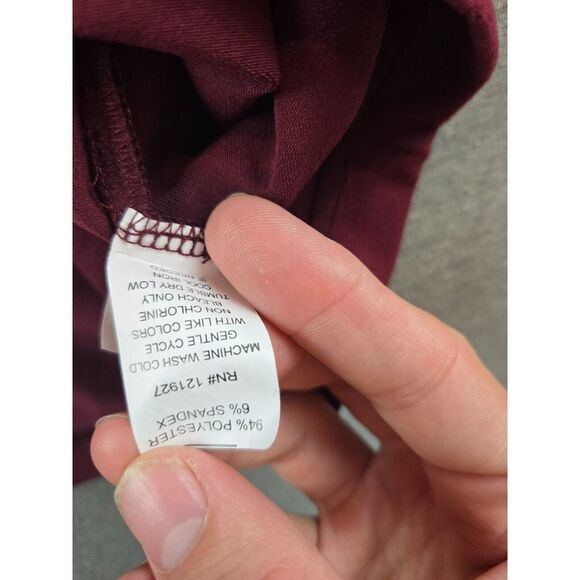 94% POLYESTER
6% SPANDEX
RN# 121927
MACHINE WASH COLD
GENTLE CYCLE
WITH LIKE COLORS
NON CHLORINE
BLEACH ONLY
TUMBLE DRY LOW
COOL IRON
IF NEEDED